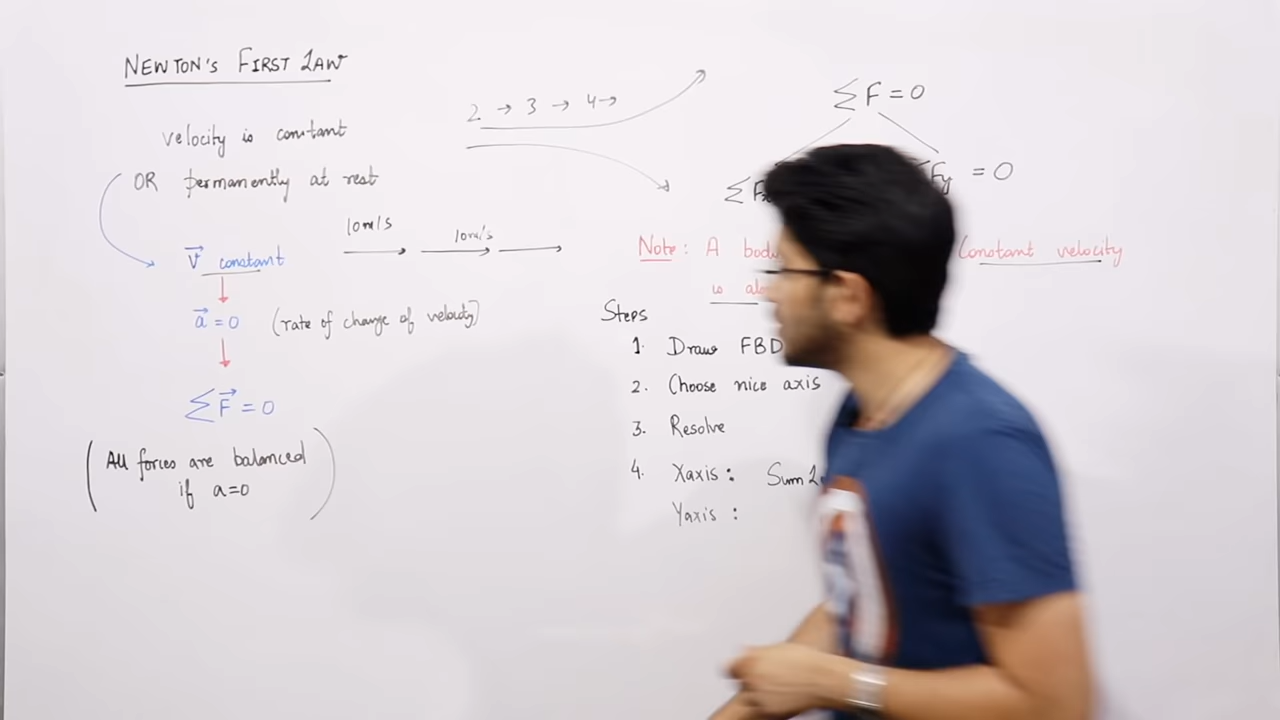 NEWTON'S FIRST LAW
velocity is constant
OR permanently at rest
V constant
a = 0 (rate of change of velocity)
∑F = 0
(All forces are balanced
if a=0)
2 → 3 → 4 →
10m/s
10m/s
∑F = 0
∑F
Fy = 0
Note: A Constant velocity
is
Steps
1. Draw FBD
2. Choose nice axis
3. Resolve
4. Xaxis :
Yaxis :